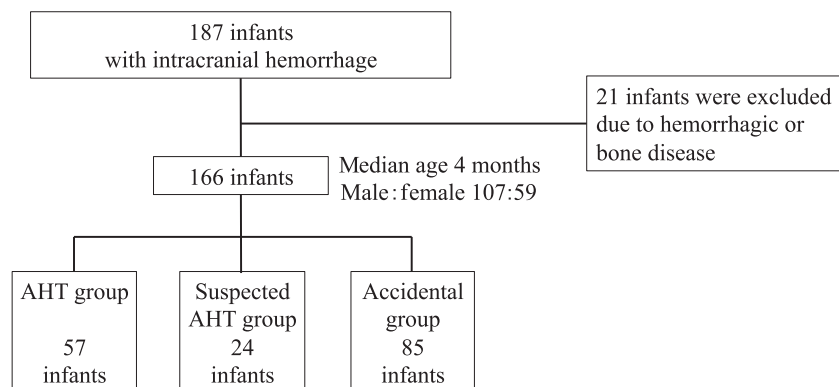 187 infants
with intracranial hemorrhage
21 infants were excluded
due to hemorrhagic or
bone disease
166 infants
Median age 4 months
Male : female 107:59
AHT group
57
infants
Suspected
AHT group
24
infants
Accidental
group
85
infants